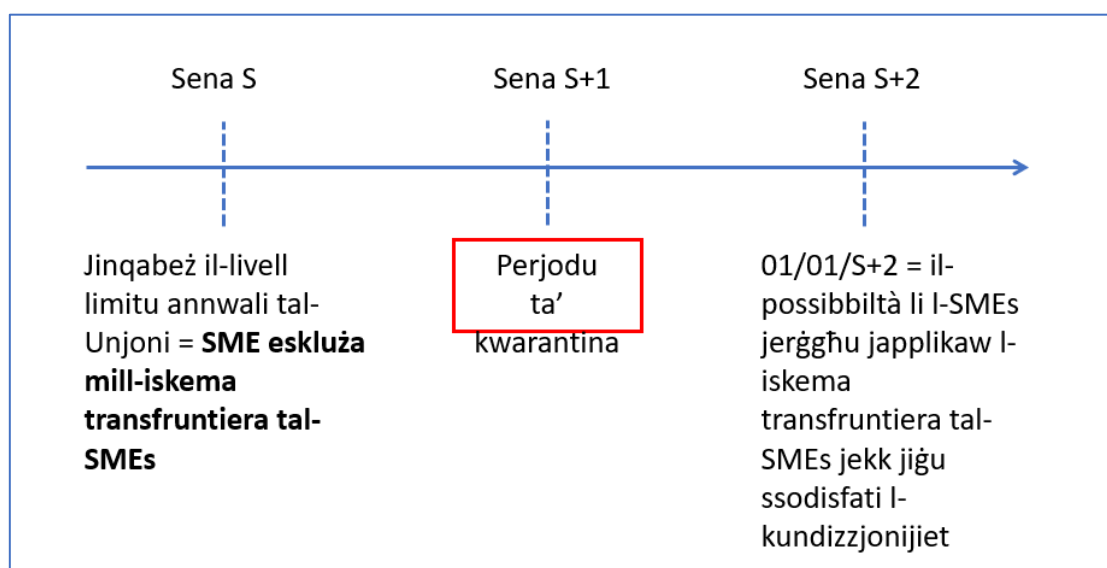 Sena S
Sena S+1
Sena S+2
Jinqabeż il-livell
limitu annwali tal-
Unjoni = SME eskluża
mill-iskema
transfruntiera tal-
SMEs
Perjodu
ta’
kwarantina
01/01/S+2 = il-
possibbiltà li l-SMEs
jerġgħu japplikaw l-
iskema
transfruntiera tal-
SMEs jekk jiġu
ssodisfati l-
kundizzjonijiet